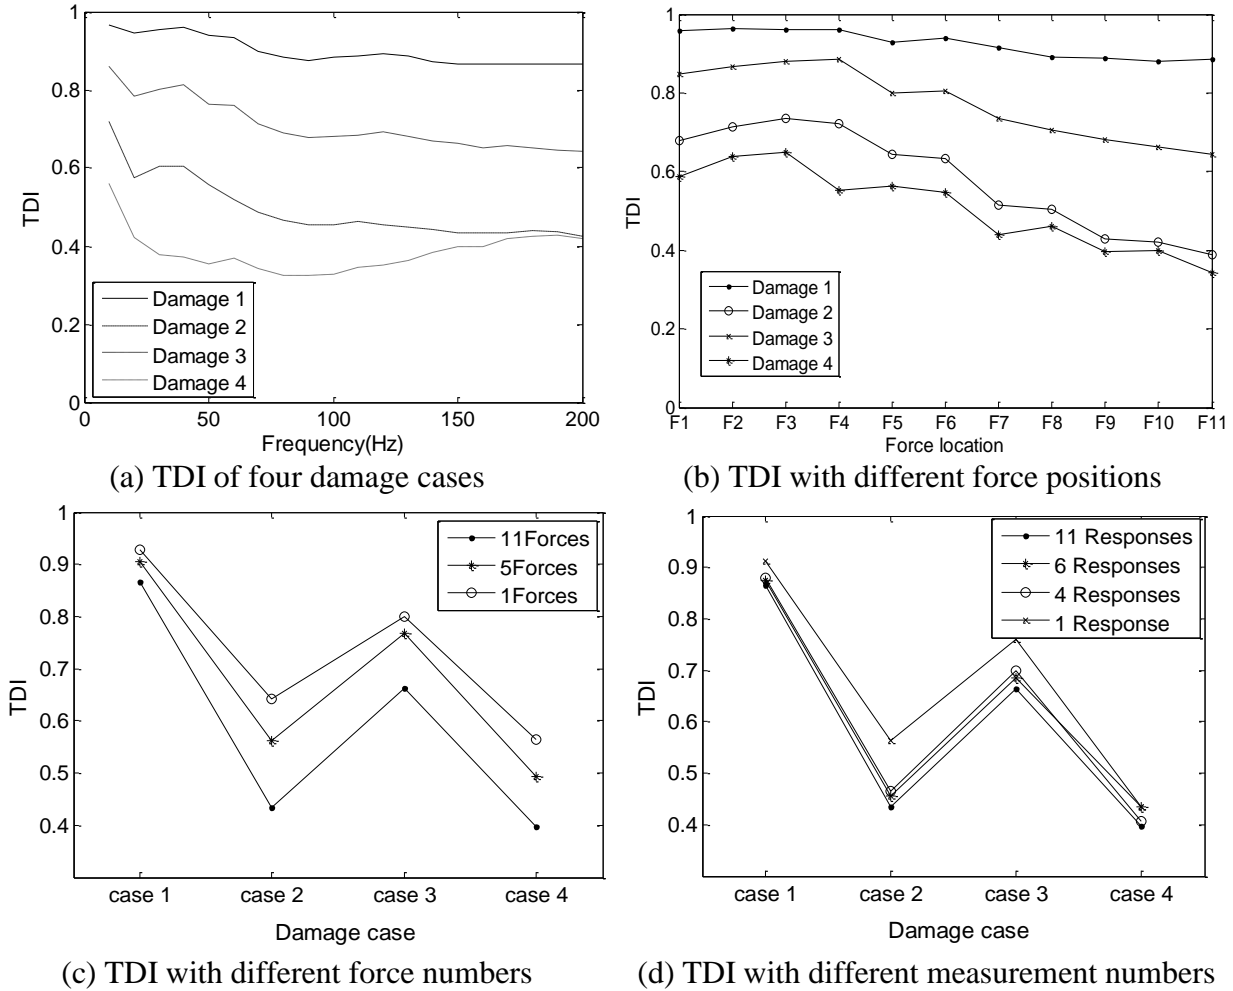 1
0.8
0.6
0.4
0.2
0
TDI
0 50 100 150 200
Frequency(Hz)
Damage 1
Damage 2
Damage 3
Damage 4
(a) TDI of four damage cases
1
0.8
0.6
0.4
0.2
0
TDI
F1 F2 F3 F4 F5 F6 F7 F8 F9 F10 F11
Force location
Damage 1
Damage 2
Damage 3
Damage 4
(b) TDI with different force positions
1
0.9
0.8
0.7
0.6
0.5
0.4
TDI
case 1 case 2 case 3 case 4
Damage case
11Forces
5Forces
1Forces
(c) TDI with different force numbers
1
0.9
0.8
0.7
0.6
0.5
0.4
TDI
case 1 case 2 case 3 case 4
Damage case
11 Responses
6 Responses
4 Responses
1 Response
(d) TDI with different measurement numbers